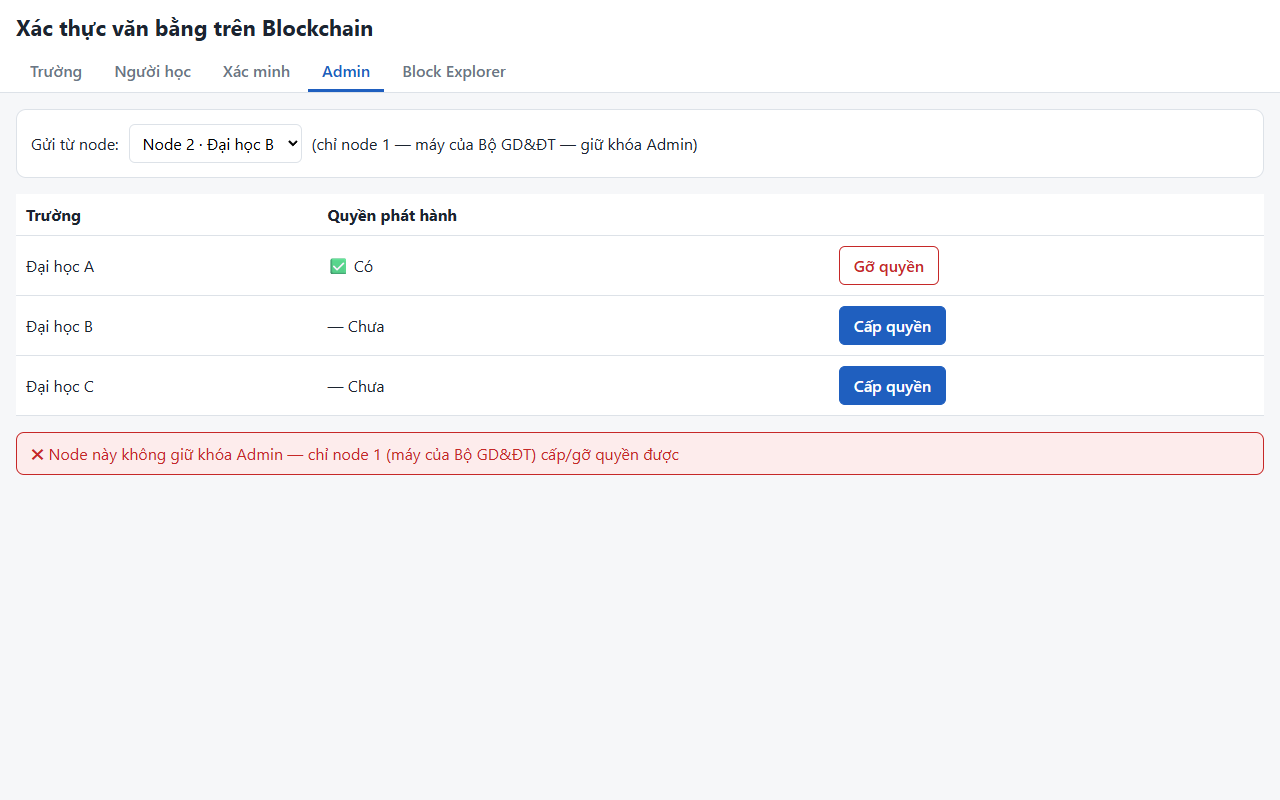 Xác thực văn bằng trên Blockchain
Trường Người học Xác minh Admin Block Explorer
Gửi từ node: Node 2 · Đại học B (chỉ node 1 — máy của Bộ GD&ĐT — giữ khóa Admin)
Trường Quyền phát hành
Đại học A ✅ Có Gỡ quyền
Đại học B — Chưa Cấp quyền
Đại học C — Chưa Cấp quyền
❌ Node này không giữ khóa Admin — chỉ node 1 (máy của Bộ GD&ĐT) cấp/gỡ quyền được